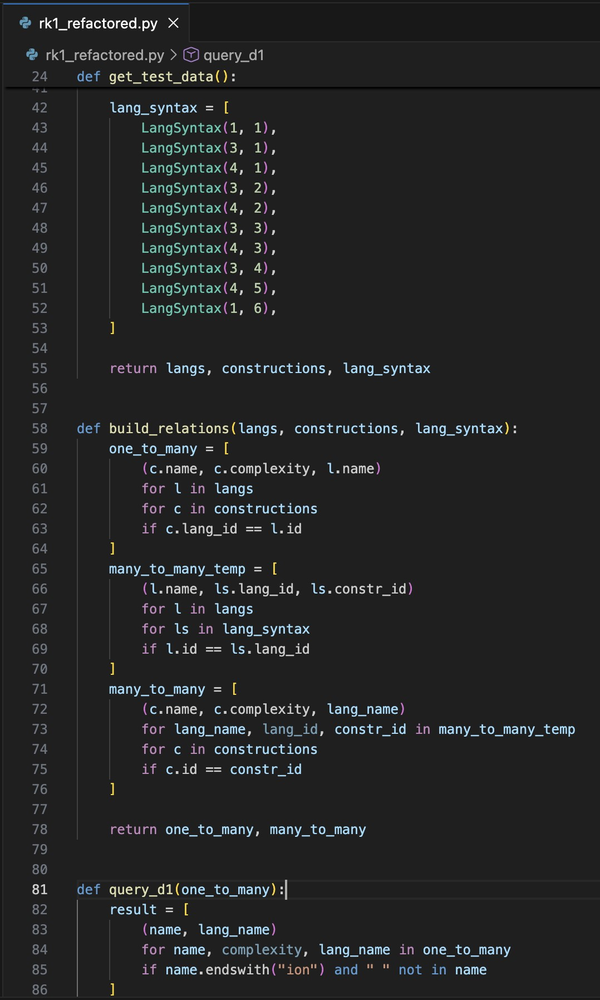 rk1_refactored.py
rk1_refactored.py > query_d1
24 def get_test_data():
41
42     lang_syntax = [
43         LangSyntax(1, 1),
44         LangSyntax(3, 1),
45         LangSyntax(4, 1),
46         LangSyntax(3, 2),
47         LangSyntax(4, 2),
48         LangSyntax(3, 3),
49         LangSyntax(4, 3),
50         LangSyntax(3, 4),
51         LangSyntax(4, 5),
52         LangSyntax(1, 6),
53     ]
54
55     return langs, constructions, lang_syntax
56
57
58 def build_relations(langs, constructions, lang_syntax):
59     one_to_many = [
60         (c.name, c.complexity, l.name)
61         for l in langs
62         for c in constructions
63         if c.lang_id == l.id
64     ]
65     many_to_many_temp = [
66         (l.name, ls.lang_id, ls.constr_id)
67         for l in langs
68         for ls in lang_syntax
69         if l.id == ls.lang_id
70     ]
71     many_to_many = [
72         (c.name, c.complexity, lang_name)
73         for lang_name, lang_id, constr_id in many_to_many_temp
74         for c in constructions
75         if c.id == constr_id
76     ]
77
78     return one_to_many, many_to_many
79
80
81 def query_d1(one_to_many):
82     result = [
83         (name, lang_name)
84         for name, complexity, lang_name in one_to_many
85         if name.endswith("ion") and " " not in name
86     ]